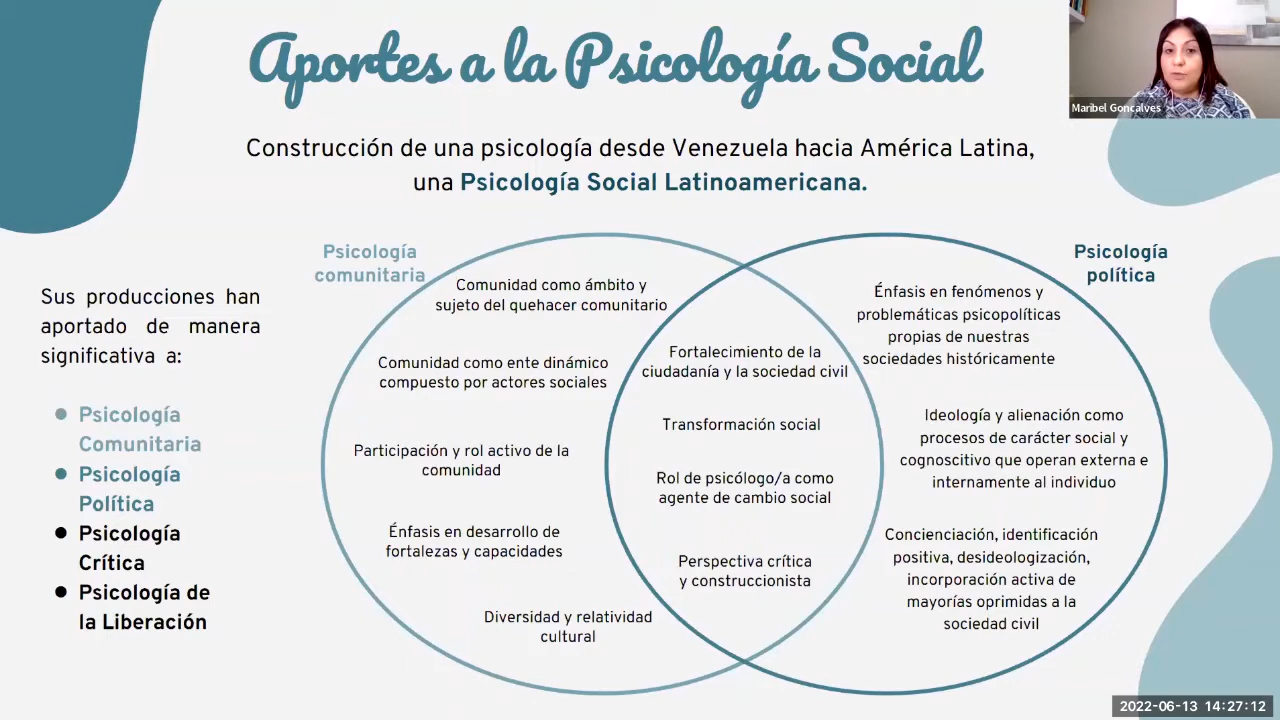 Aportes a la Psicología Social
Maribel Goncalves
Construcción de una psicología desde Venezuela hacia América Latina,
una Psicología Social Latinoamericana.
Sus producciones han
aportado de manera
significativa a:
Psicología
Comunitaria
Psicología
Política
Psicología
Crítica
Psicología de
la Liberación
Psicología
comunitaria
Comunidad como ámbito y
sujeto del quehacer comunitario
Comunidad como ente dinámico
compuesto por actores sociales
Participación y rol activo de la
comunidad
Énfasis en desarrollo de
fortalezas y capacidades
Diversidad y relatividad
cultural
Fortalecimiento de la
ciudadanía y la sociedad civil
Transformación social
Rol de psicólogo/a como
agente de cambio social
Perspectiva crítica
y construccionista
Psicología
política
Énfasis en fenómenos y
problemáticas psicopolíticas
propias de nuestras
sociedades históricamente
Ideología y alienación como
procesos de carácter social y
cognoscitivo que operan externa e
internamente al individuo
Concienciación, identificación
positiva, desideologización,
incorporación activa de
mayorías oprimidas a la
sociedad civil
2022-06-13 14:27:12